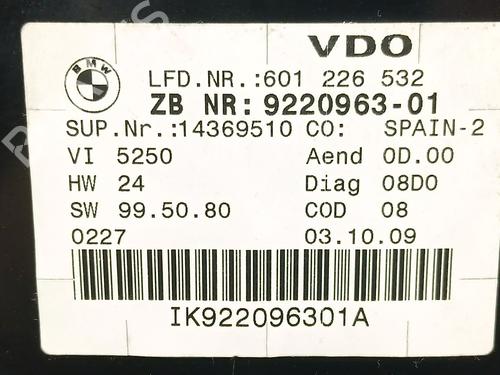 VDO
BMW
LFD.NR.:601 226 532
ZB NR: 9220963-01
SUP.Nr.:14369510 CO: SPAIN-2
VI 5250 Aend 0D.00
HW 24 Diag 08D0
SW 99.50.80 COD 08
0227 03.10.09
IK922096301A